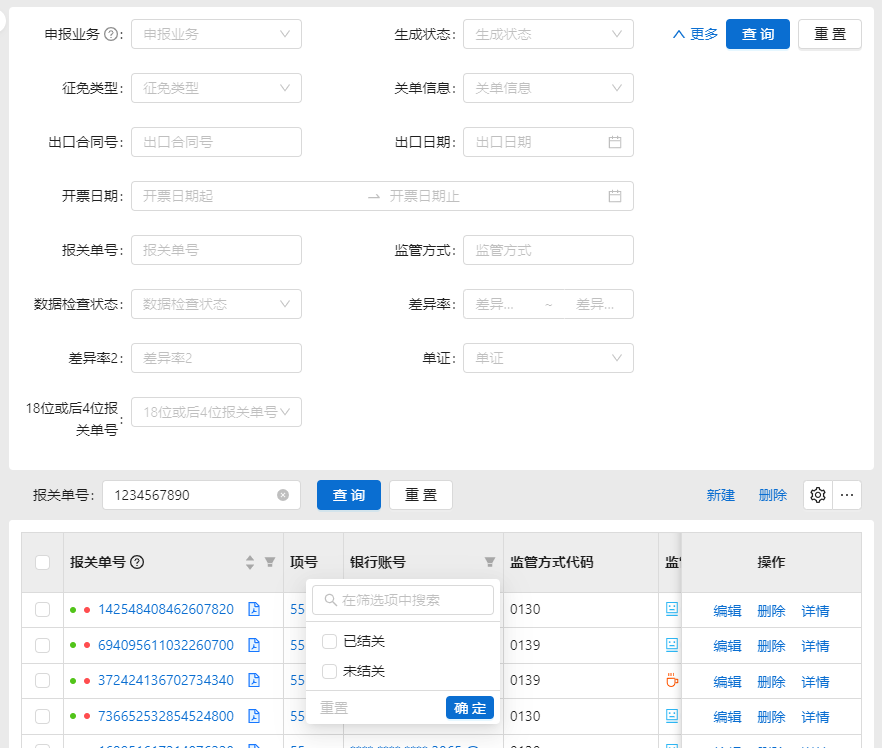 申报业务 : 申报业务 生成状态: 生成状态 更多 查询 重置
征免类型: 征免类型 关单信息: 关单信息
出口合同号: 出口合同号 出口日期: 出口日期
开票日期: 开票日期起 → 开票日期止
报关单号: 报关单号 监管方式: 监管方式
数据检查状态: 数据检查状态 差异率: 差异... ~ 差异...
差异率2: 差异率2 单证: 单证
18位或后4位报关单号: 18位或后4位报关单号
报关单号: 1234567890 查询 重置 新建 删除 ...
报关单号 项号 银行账号 监管方式代码 操作
142548408462607820 55 0130 编辑 删除 详情
694095611032260700 55 0139 编辑 删除 详情
372424136702734340 55 0139 编辑 删除 详情
736652532854524800 55 0130 编辑 删除 详情
在筛选项中搜索
已结关
未结关
重置 确定